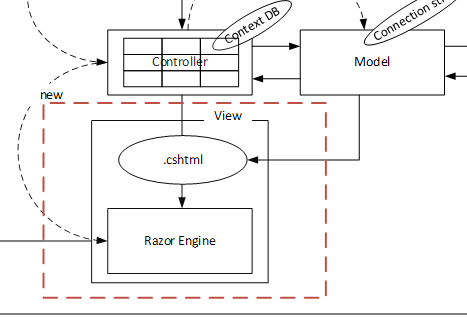 Context DB
Connection st
Controller
Model
new
View
.cshtml
Razor Engine